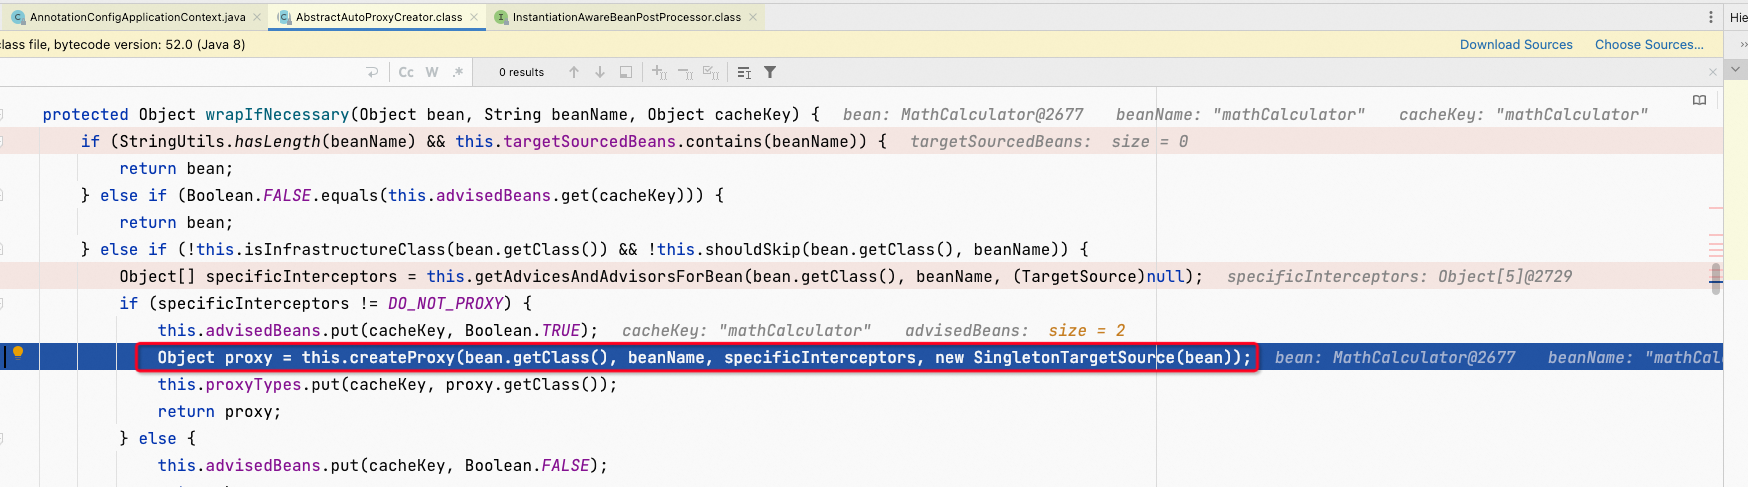 AnnotationConfigApplicationContext.java AbstractAutoProxyCreator.class InstantiationAwareBeanPostProcessor.class Hie
class file, bytecode version: 52.0 (Java 8) Download Sources Choose Sources...
Cc W .* 0 results
protected Object wrapIfNecessary(Object bean, String beanName, Object cacheKey) { bean: MathCalculator@2677 beanName: "mathCalculator" cacheKey: "mathCalculator"
if (StringUtils.hasLength(beanName) && this.targetSourcedBeans.contains(beanName)) { targetSourcedBeans: size = 0
return bean;
} else if (Boolean.FALSE.equals(this.advisedBeans.get(cacheKey))) {
return bean;
} else if (!this.isInfrastructureClass(bean.getClass()) && !this.shouldSkip(bean.getClass(), beanName)) {
Object[] specificInterceptors = this.getAdvicesAndAdvisorsForBean(bean.getClass(), beanName, (TargetSource)null); specificInterceptors: Object[5]@2729
if (specificInterceptors != DO_NOT_PROXY) {
this.advisedBeans.put(cacheKey, Boolean.TRUE); cacheKey: "mathCalculator" advisedBeans: size = 2
Object proxy = this.createProxy(bean.getClass(), beanName, specificInterceptors, new SingletonTargetSource(bean)); bean: MathCalculator@2677 beanName: "mathCal
this.proxyTypes.put(cacheKey, proxy.getClass());
return proxy;
} else {
this.advisedBeans.put(cacheKey, Boolean.FALSE);